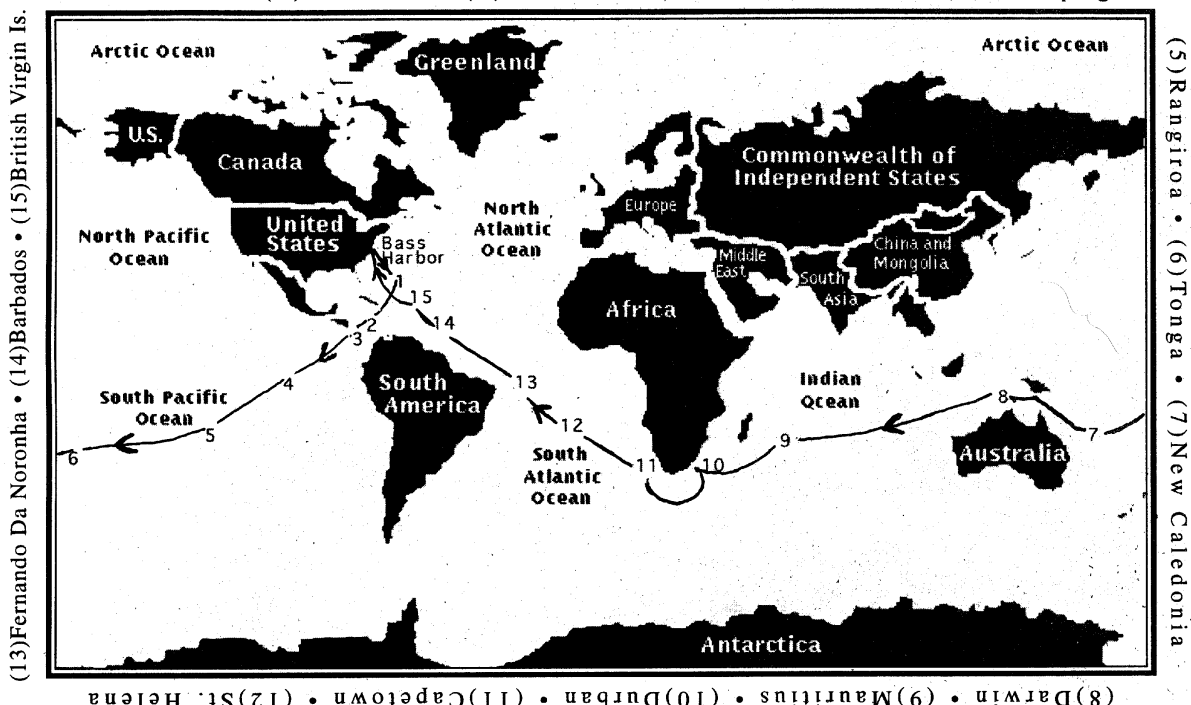 Arctic Ocean
Arctic Ocean
Greenland
U.S.
Canada
Commonwealth of
Independent States
Europe
North
Atlantic
Ocean
United
States
North Pacific
Ocean
Bass
Harbor
China and
Mongolia
Middle
East
South
Asia
Africa
1
15
2
14
3
4
13
South
America
Indian
Ocean
South Pacific
Ocean
5
12
8
7
9
6
South
Atlantic
Ocean
11
10
Australia
Antarctica
(5)Rangiroa • (6)Tonga • (7)New Caledonia
(8)Darwin • (9)Mauritius • (10)Durban • (11)Capetown • (12)St. Helena
(13)Fernando Da Noronha • (14)Barbados • (15)British Virgin Is.